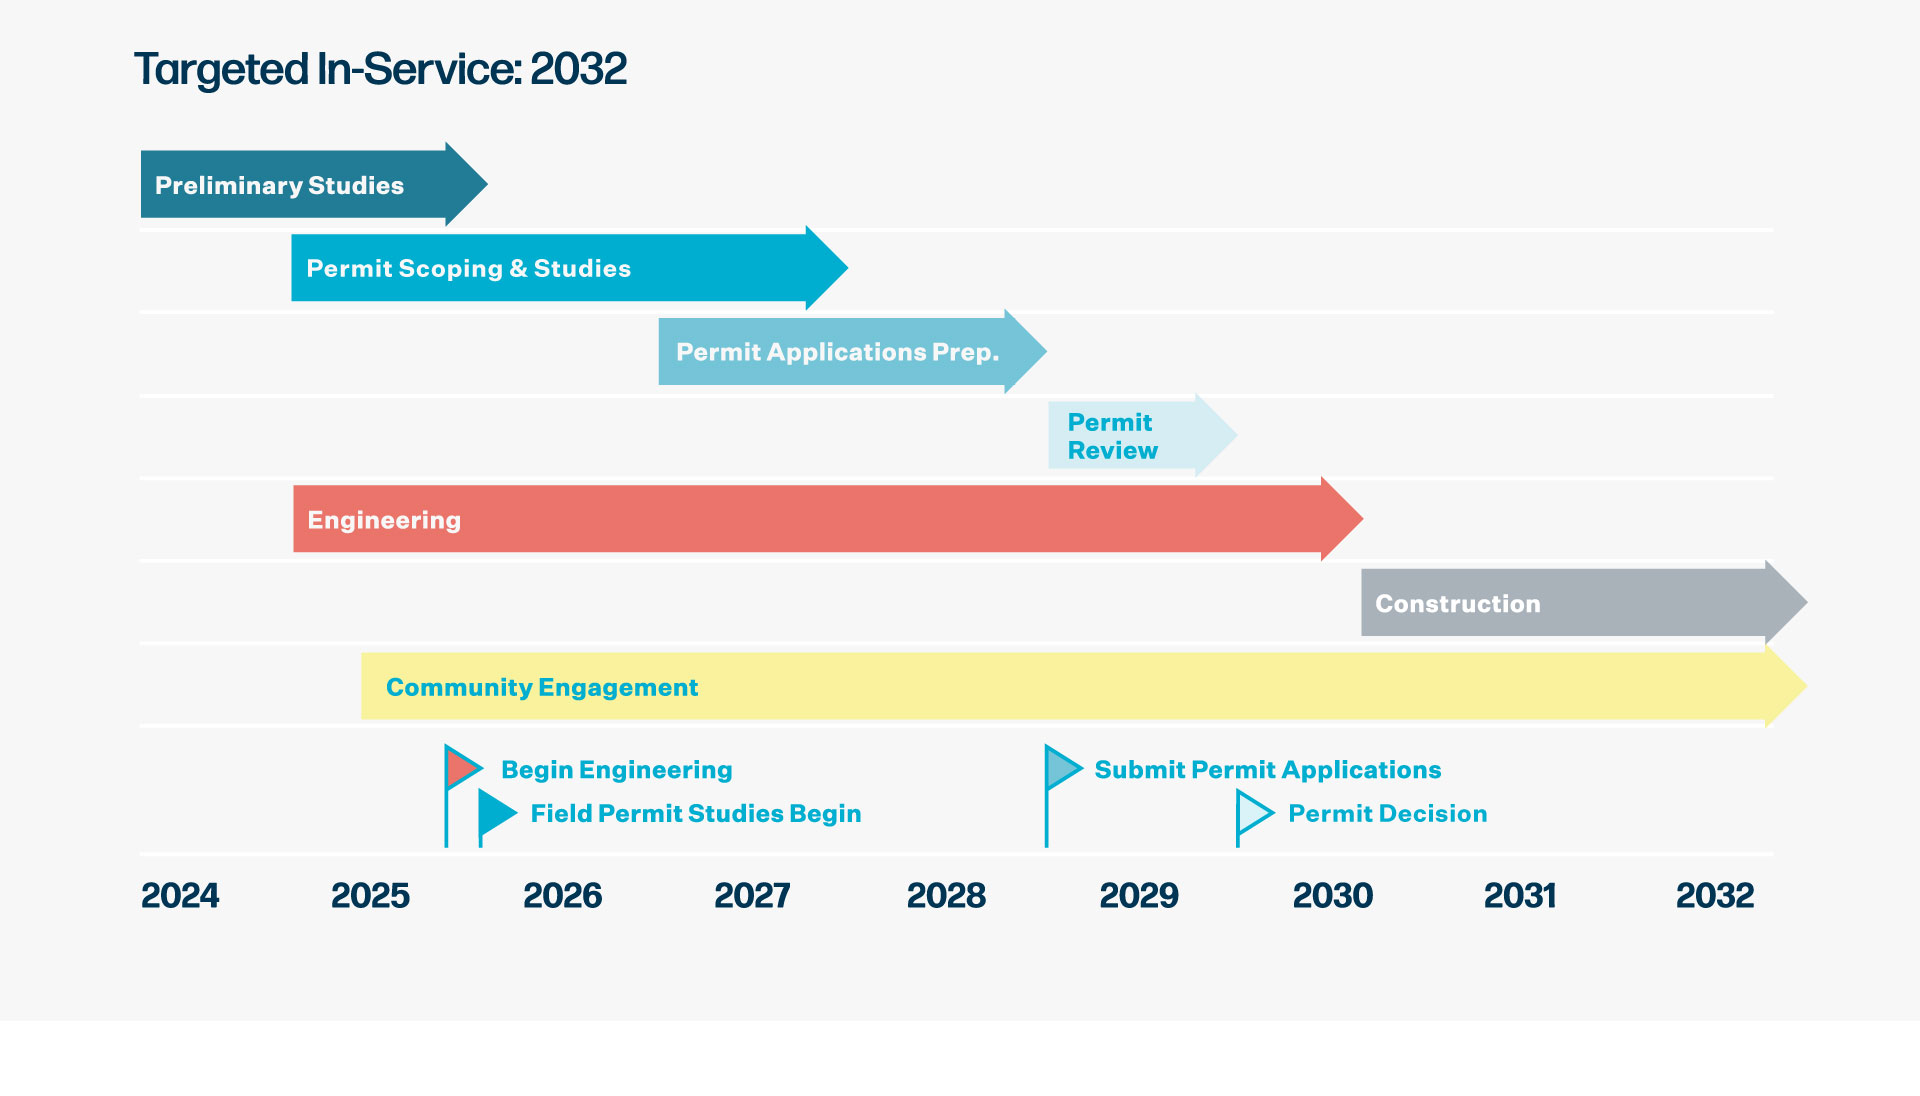 Targeted In-Service: 2032
Preliminary Studies
Permit Scoping & Studies
Permit Applications Prep.
Permit
Review
Engineering
Construction
Community Engagement
Begin Engineering
Submit Permit Applications
Field Permit Studies Begin
Permit Decision
2024 2025 2026 2027 2028 2029 2030 2031 2032